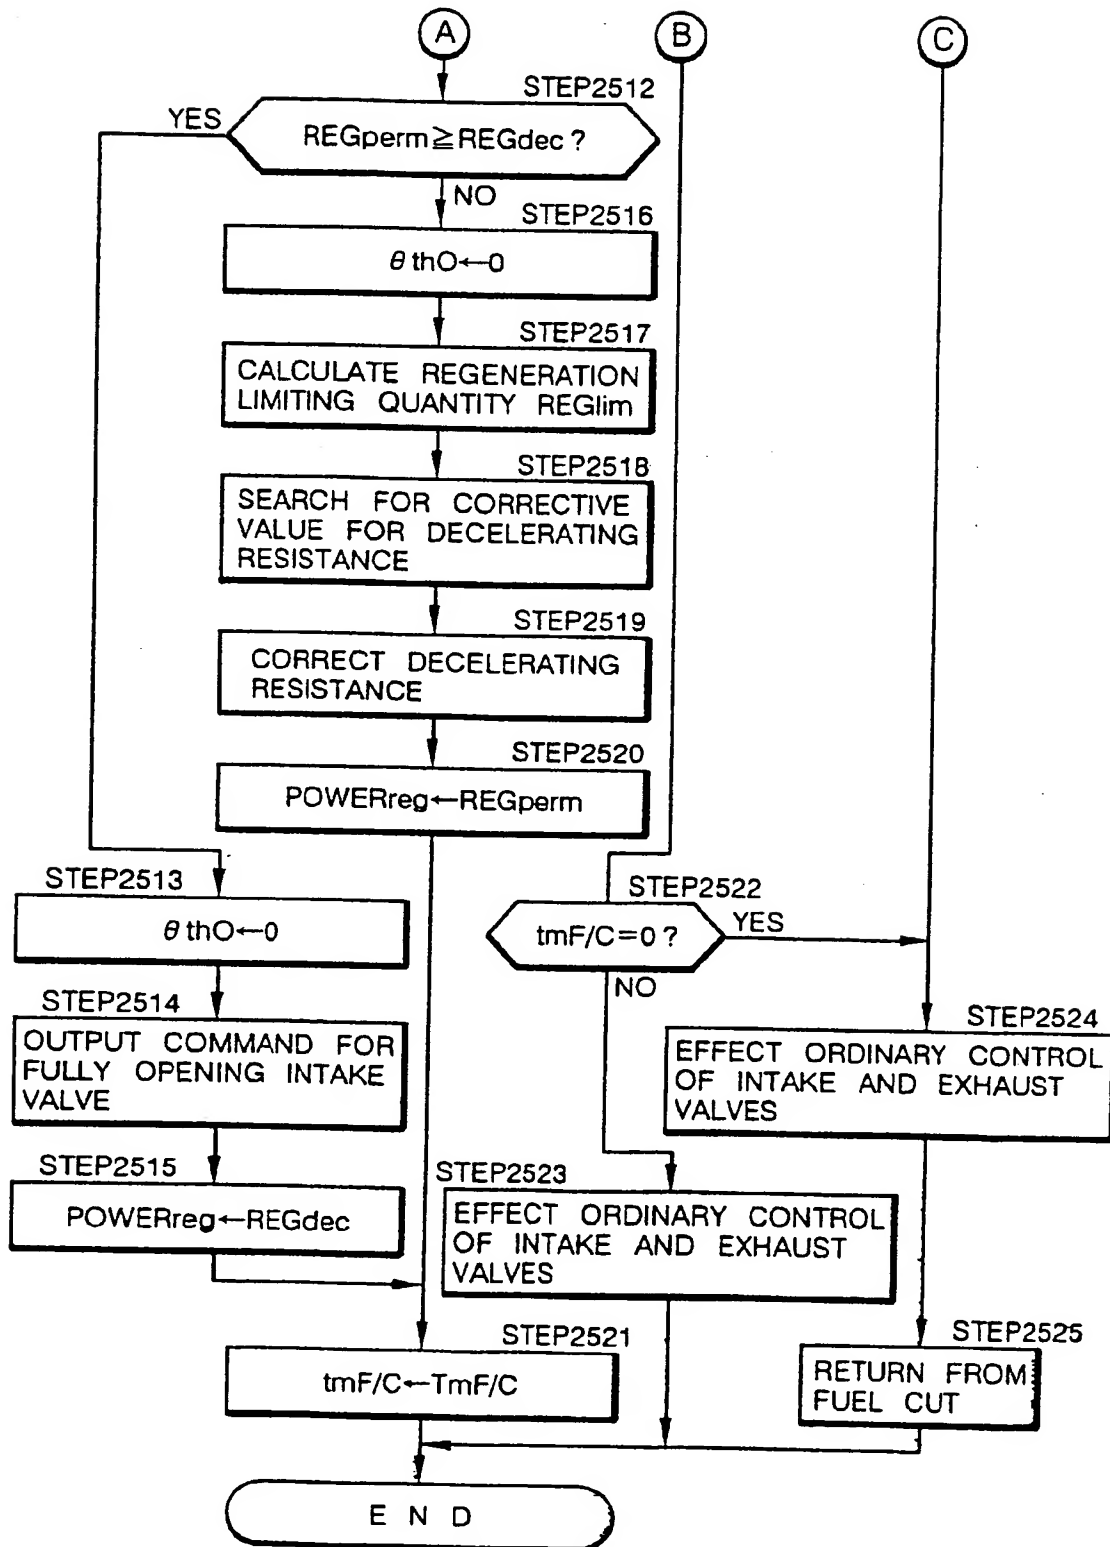 A
B
C
STEP2512
YES
REGperm≧REGdec?
NO
STEP2516
θthO←0
STEP2517
CALCULATE REGENERATION
LIMITING QUANTITY REGlim
STEP2518
SEARCH FOR CORRECTIVE
VALUE FOR DECELERATING
RESISTANCE
STEP2519
CORRECT DECELERATING
RESISTANCE
STEP2520
POWERreg←REGperm
STEP2513
θthO←0
STEP2514
OUTPUT COMMAND FOR
FULLY OPENING INTAKE
VALVE
STEP2515
POWERreg←REGdec
STEP2522
tmF/C=0?
YES
NO
STEP2524
EFFECT ORDINARY CONTROL
OF INTAKE AND EXHAUST
VALVES
STEP2523
EFFECT ORDINARY CONTROL
OF INTAKE AND EXHAUST
VALVES
STEP2521
tmF/C←TmF/C
STEP2525
RETURN FROM
FUEL CUT
END